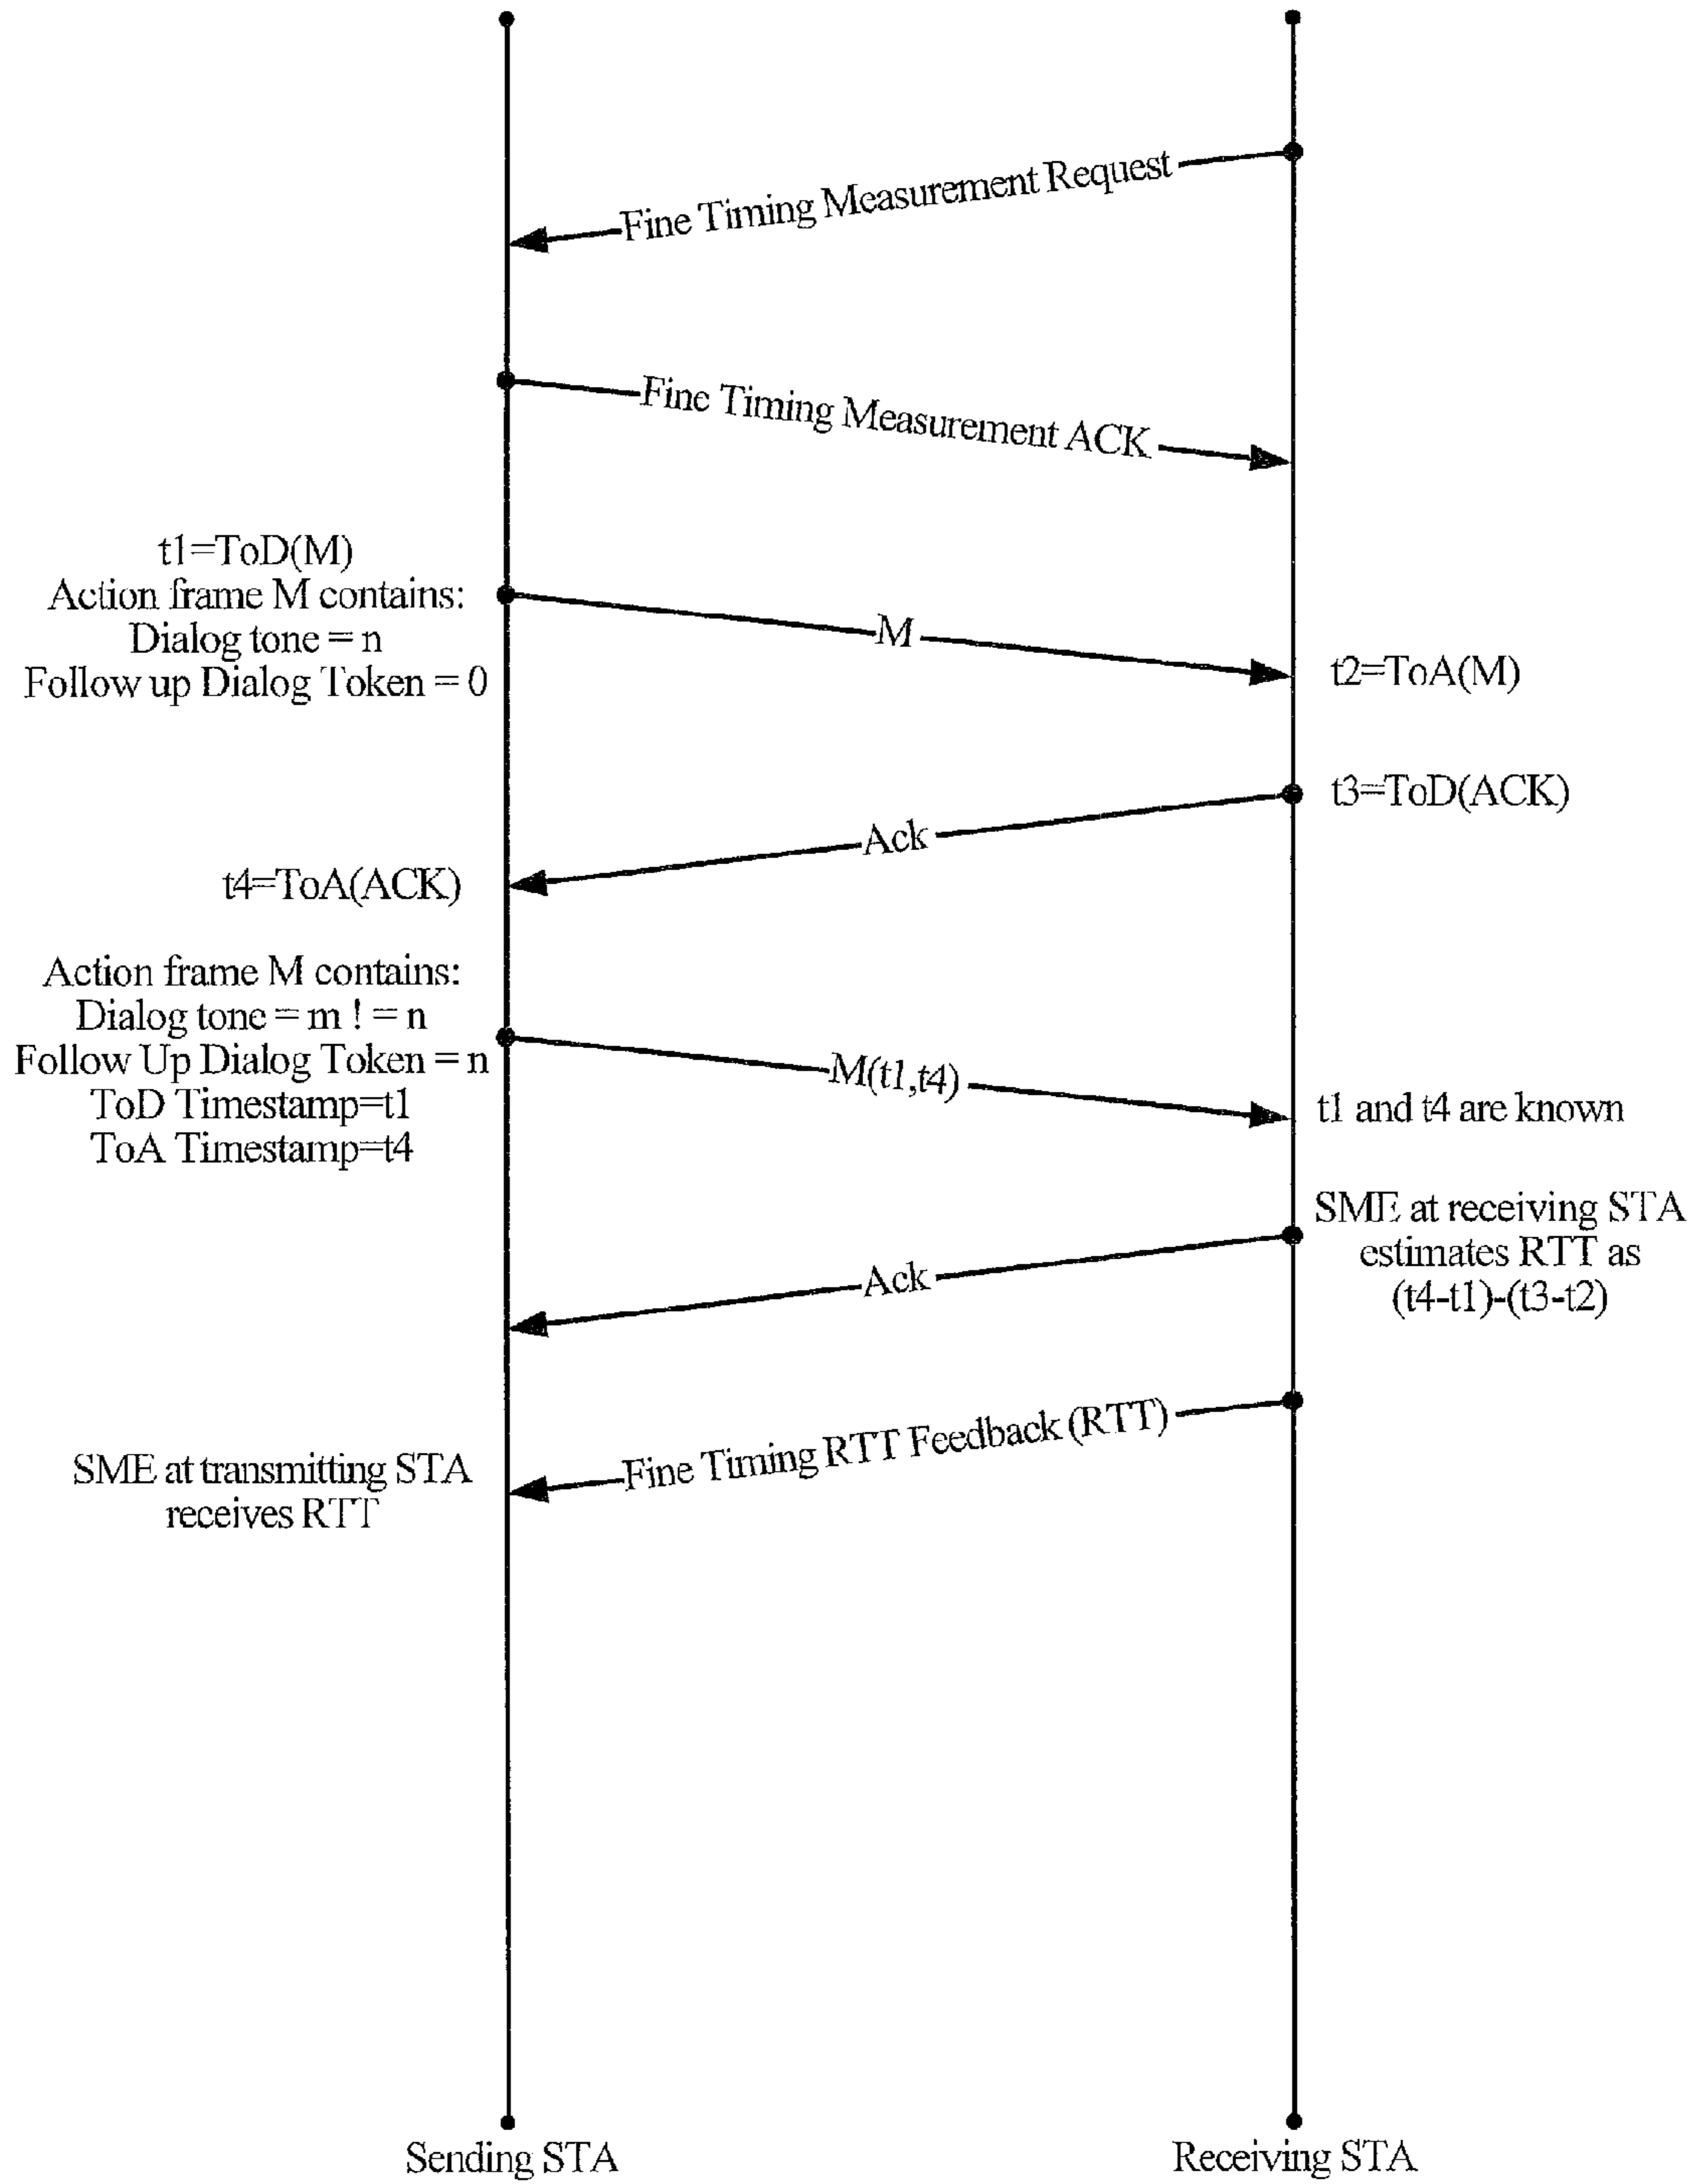 Fine Timing Measurement Request
Fine Timing Measurement ACK
t1=ToD(M)
Action frame M contains:
Dialog tone = n
Follow up Dialog Token = 0
M
t2=ToA(M)
t3=ToD(ACK)
Ack
t4=ToA(ACK)
Action frame M contains:
Dialog tone = m ! = n
Follow Up Dialog Token = n
ToD Timestamp=t1
ToA Timestamp=t4
M(t1,t4)
t1 and t4 are known
SME at receiving STA
estimates RTT as
(t4-t1)-(t3-t2)
Ack
Fine Timing RTT Feedback (RTT)
SME at transmitting STA
receives RTT
Sending STA
Receiving STA